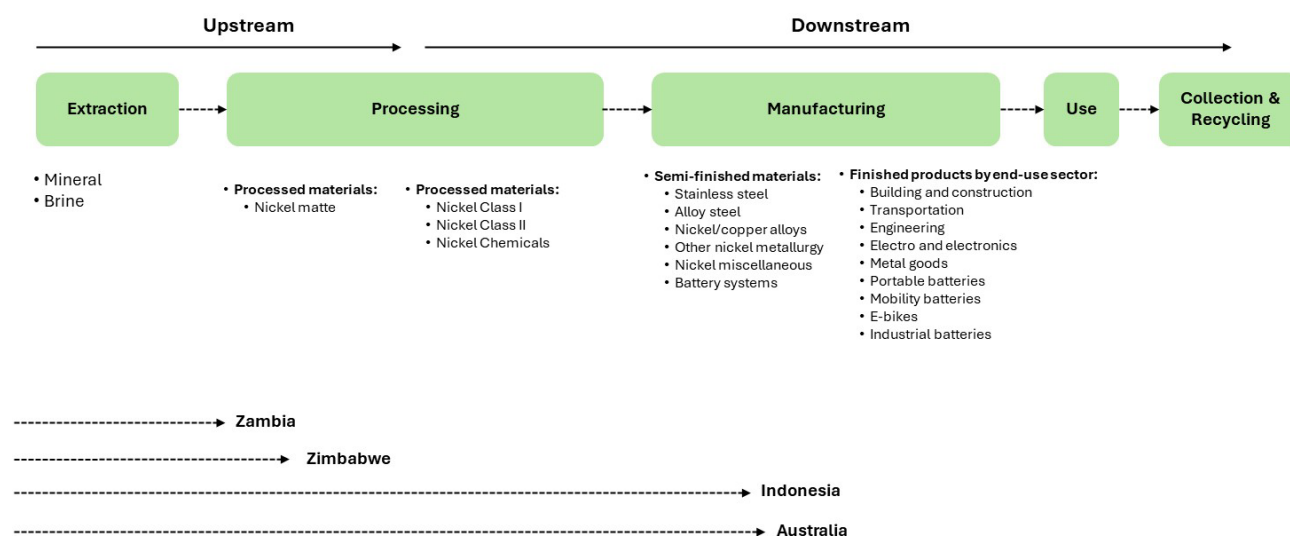 Upstream
Downstream
Extraction
Processing
Manufacturing
Use
Collection &
Recycling
• Mineral
• Brine
• Processed materials:
• Nickel matte
• Processed materials:
• Nickel Class I
• Nickel Class II
• Nickel Chemicals
• Semi-finished materials:
• Stainless steel
• Alloy steel
• Nickel/copper alloys
• Other nickel metallurgy
• Nickel miscellaneous
• Battery systems
• Finished products by end-use sector:
• Building and construction
• Transportation
• Engineering
• Electro and electronics
• Metal goods
• Portable batteries
• Mobility batteries
• E-bikes
• Industrial batteries
Zambia
Zimbabwe
Indonesia
Australia